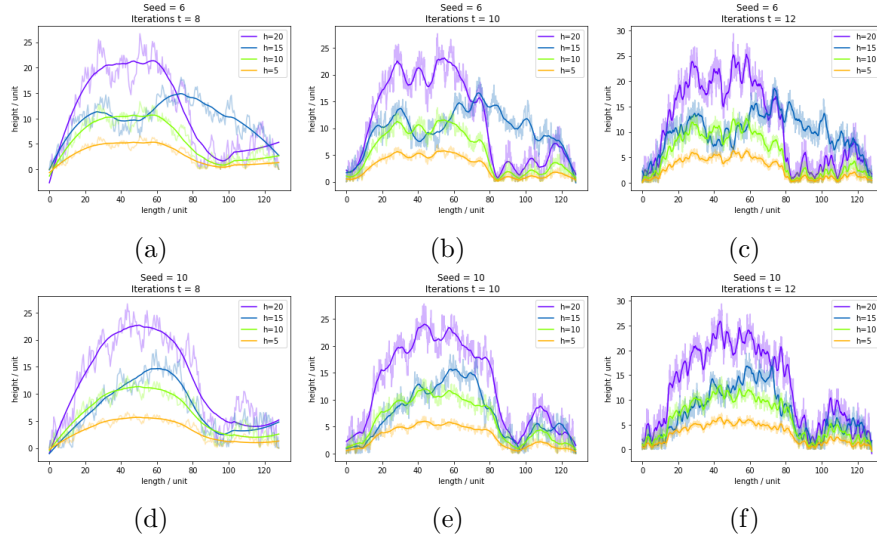 Seed = 6
Iterations t = 8
height / unit
25
20
15
10
5
0
0 20 40 60 80 100 120
length / unit
h=20
h=15
h=10
h=5
(a)
Seed = 6
Iterations t = 10
height / unit
25
20
15
10
5
0
0 20 40 60 80 100 120
length / unit
h=20
h=15
h=10
h=5
(b)
Seed = 6
Iterations t = 12
height / unit
30
25
20
15
10
5
0
0 20 40 60 80 100 120
length / unit
h=20
h=15
h=10
h=5
(c)
Seed = 10
Iterations t = 8
height / unit
25
20
15
10
5
0
0 20 40 60 80 100 120
length / unit
h=20
h=15
h=10
h=5
(d)
Seed = 10
Iterations t = 10
height / unit
25
20
15
10
5
0
0 20 40 60 80 100 120
length / unit
h=20
h=15
h=10
h=5
(e)
Seed = 10
Iterations t = 12
height / unit
30
25
20
15
10
5
0
0 20 40 60 80 100 120
length / unit
h=20
h=15
h=10
h=5
(f)